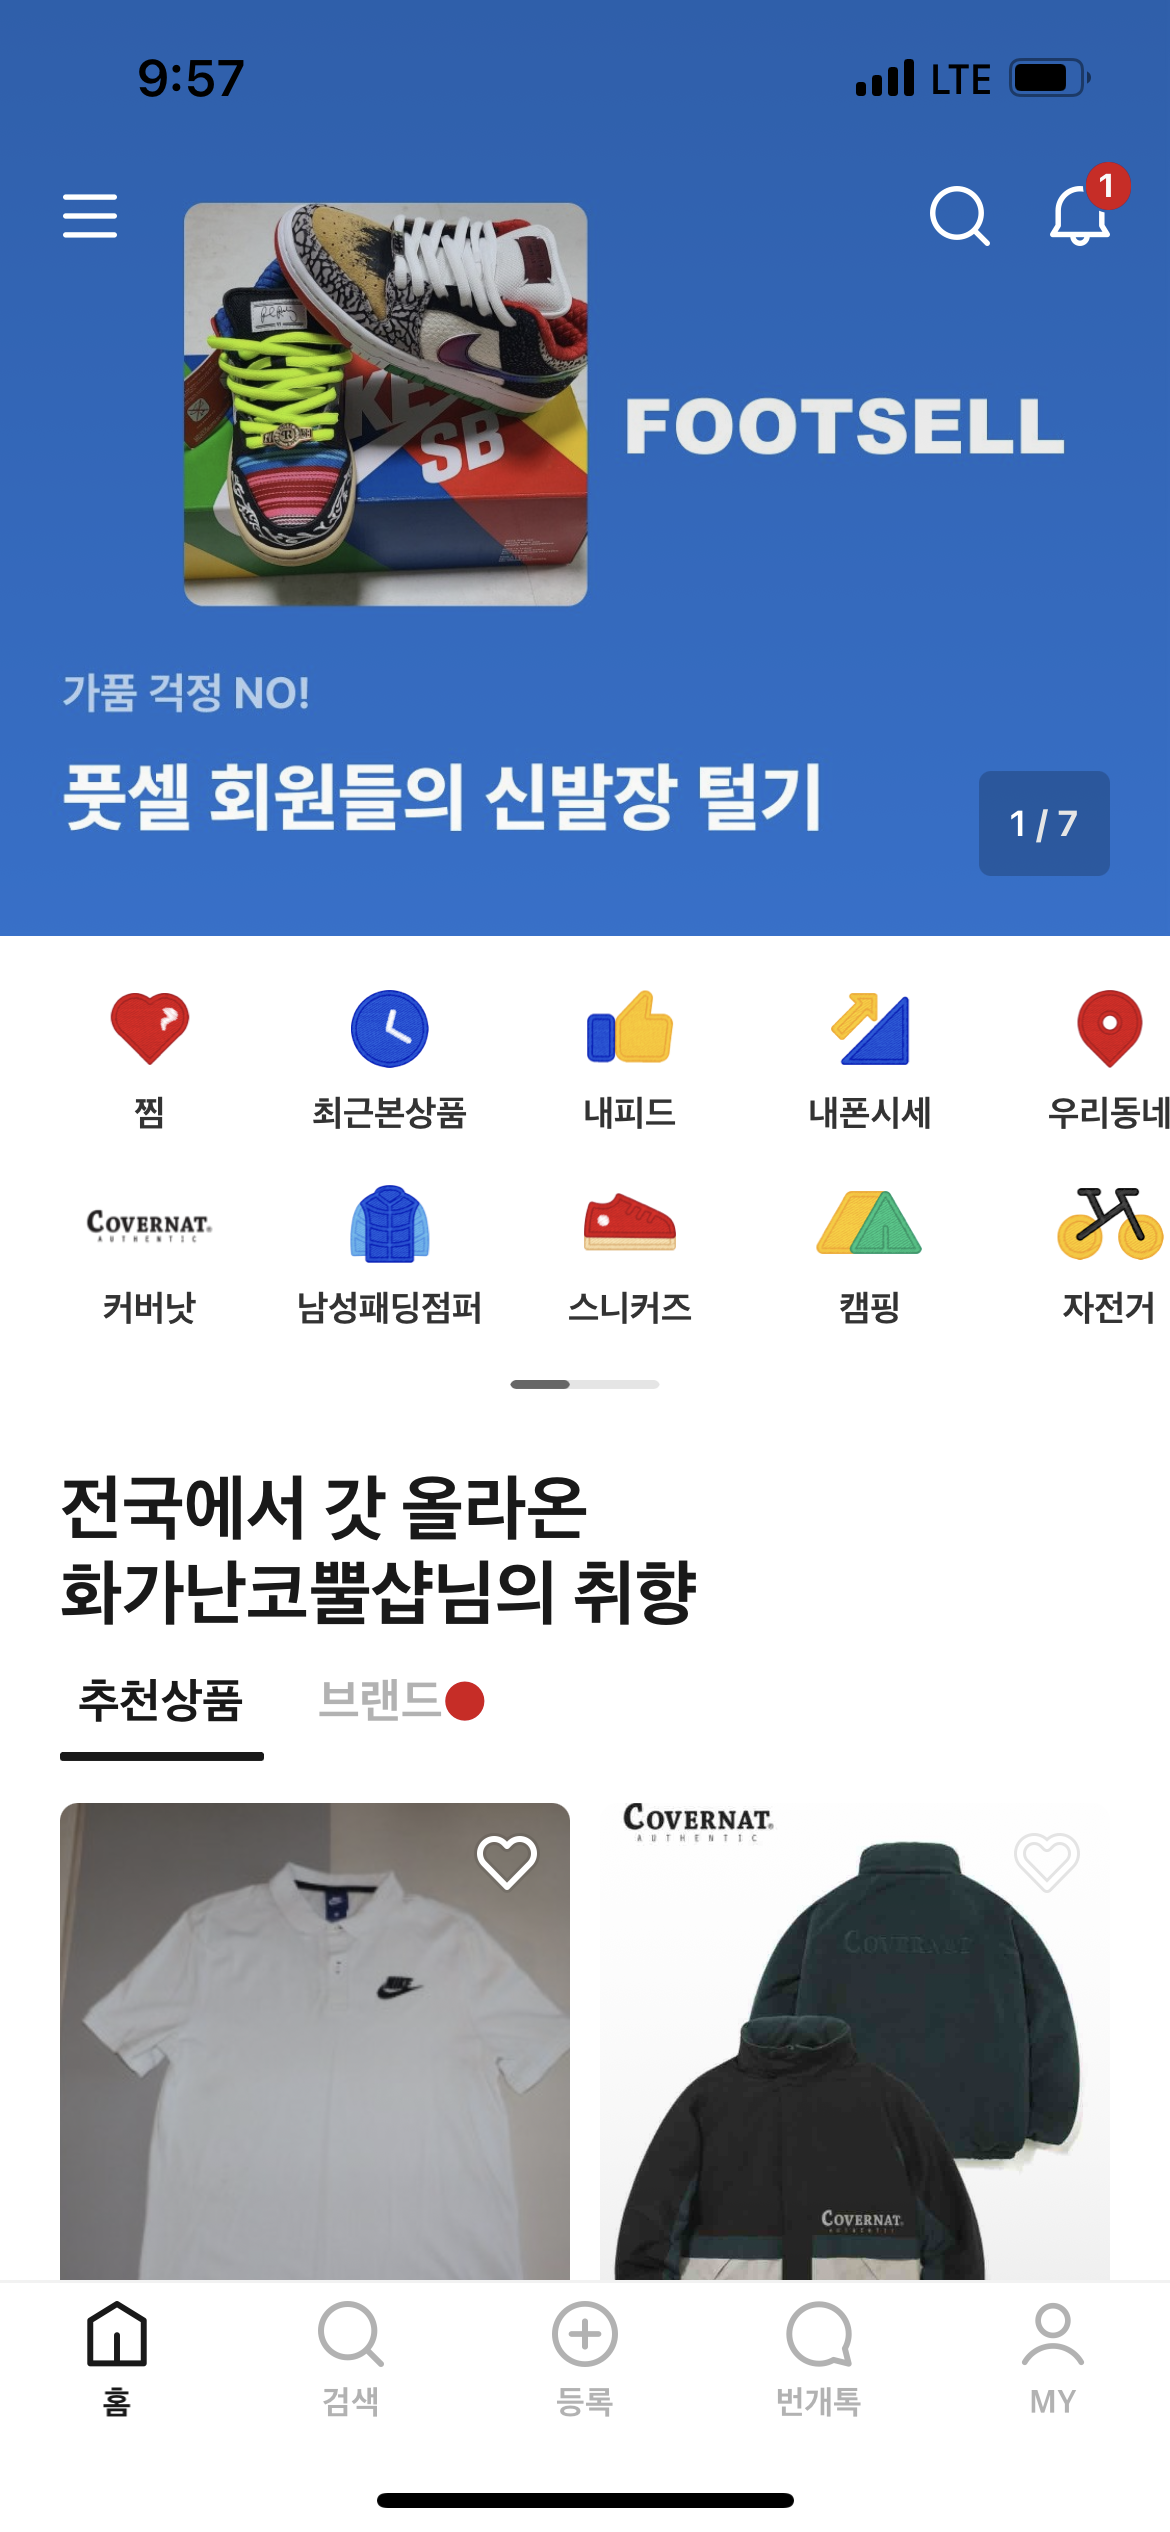 9:57
LTE
1
NIKE
SB
FOOTSELL
가품 걱정 NO!
풋셀 회원들의 신발장 털기
1 / 7
찜
최근본상품
내피드
내폰시세
우리동네
COVERNAT®
AUTHENTIC
커버낫
남성패딩점퍼
스니커즈
캠핑
자전거
전국에서 갓 올라온
화가난코뿔샵님의 취향
추천상품
브랜드
NIKE
COVERNAT®
AUTHENTIC
COVERNAT
COVERNAT®
AUTHENTIC
홈
검색
등록
번개톡
MY